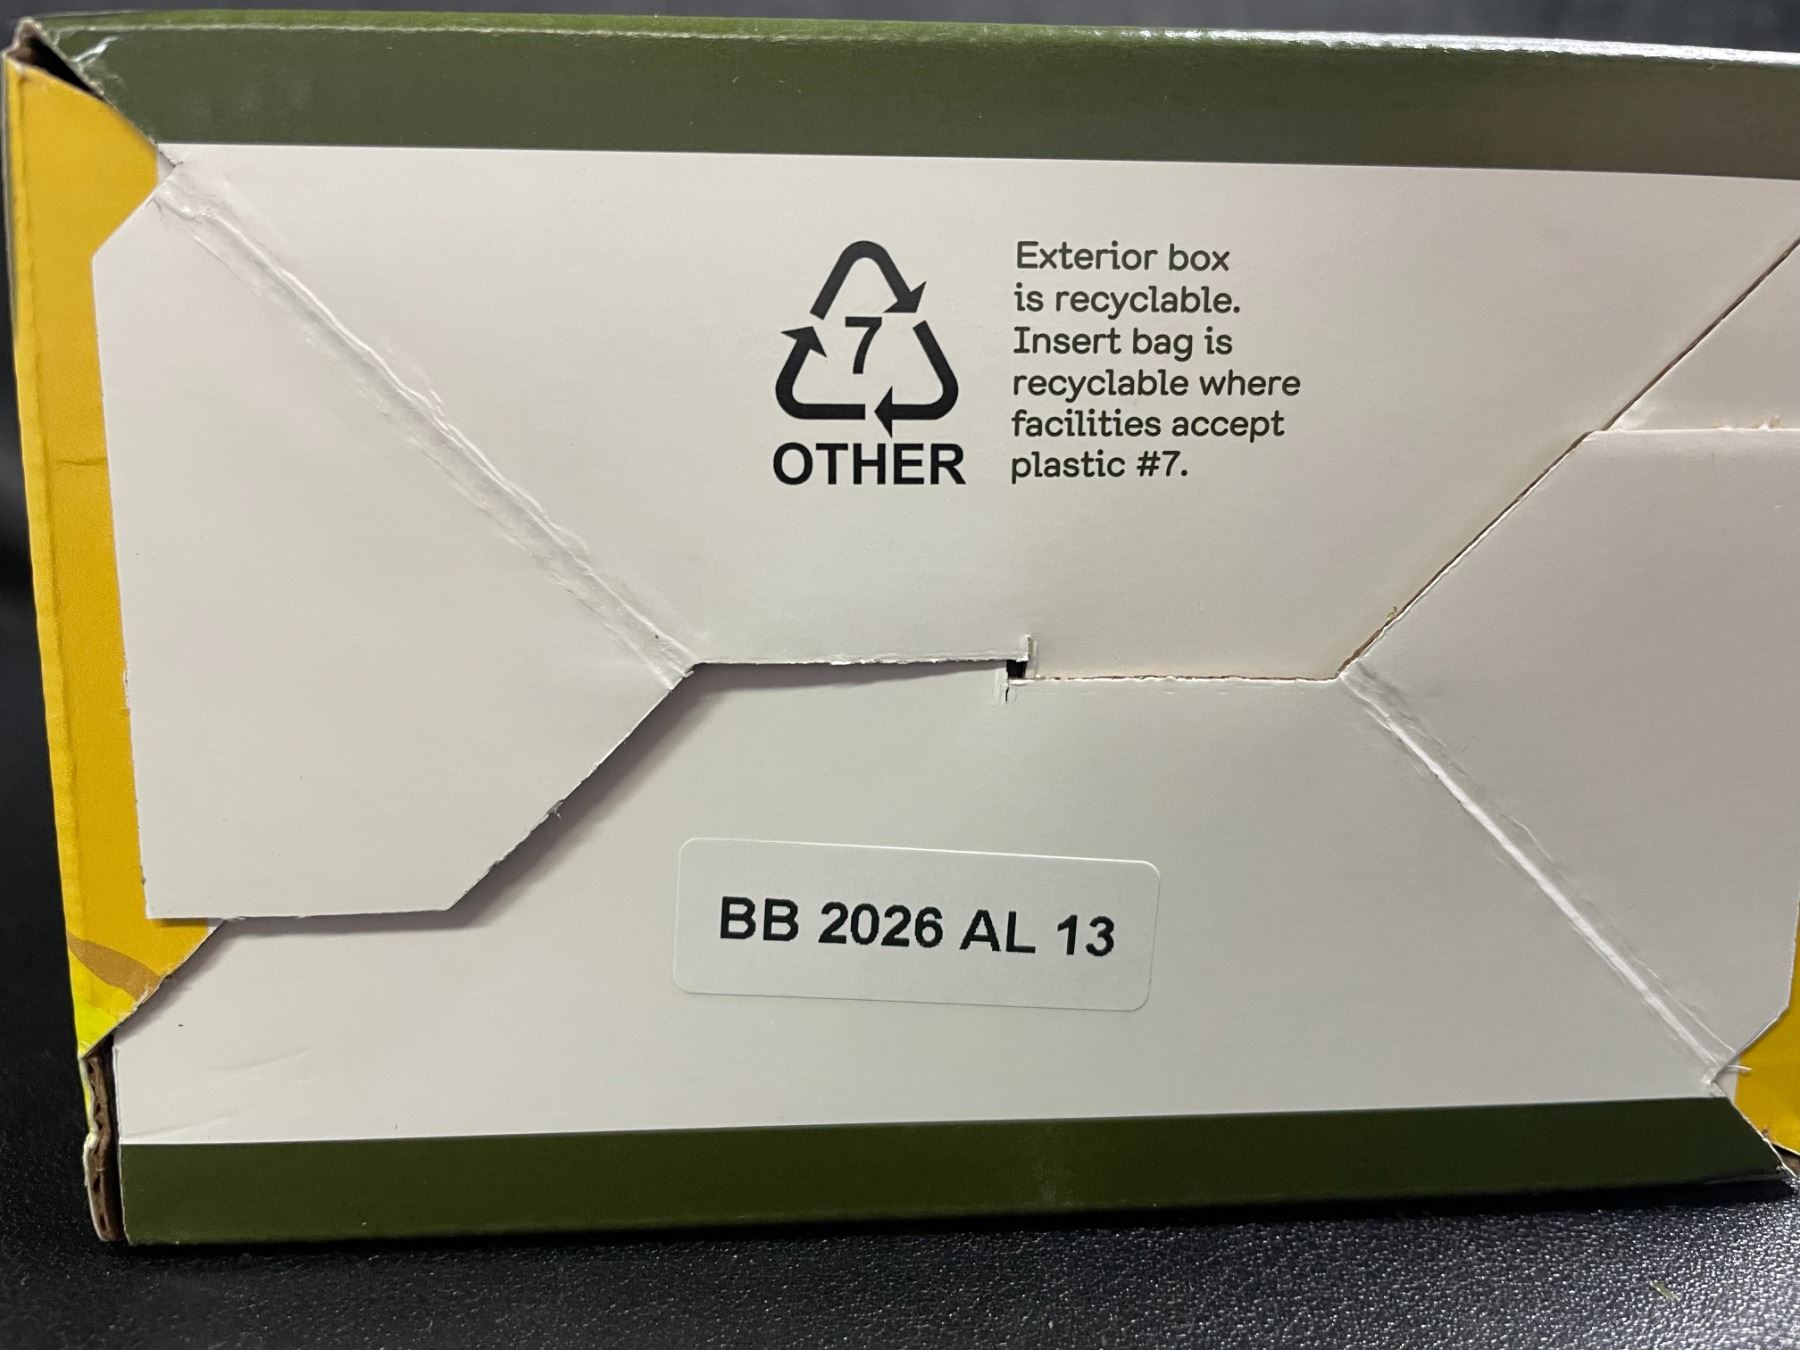 7
OTHER
Exterior box
is recyclable.
Insert bag is
recyclable where
facilities accept
plastic #7.
BB 2026 AL 13